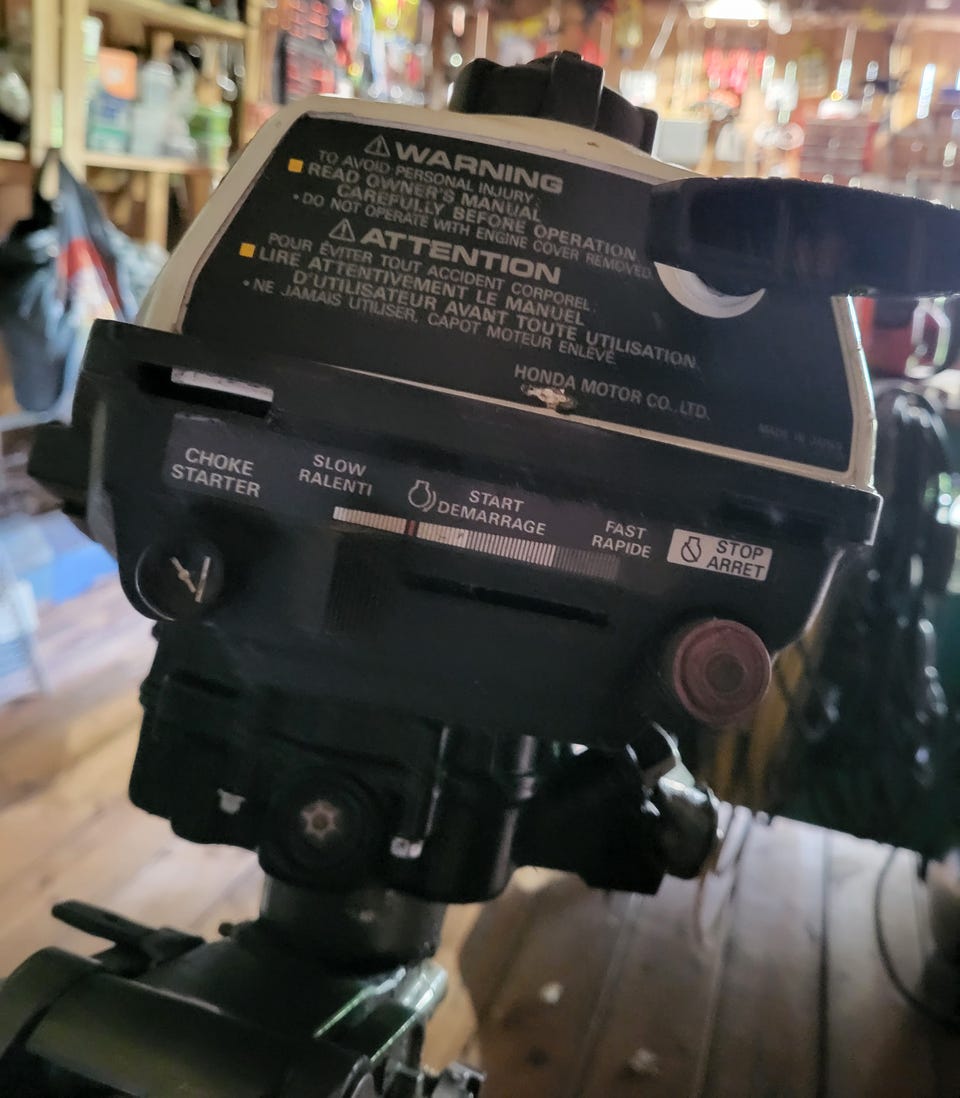 WARNING
TO AVOID PERSONAL INJURY:
READ OWNER'S MANUAL
CAREFULLY BEFORE OPERATION
• DO NOT OPERATE WITH ENGINE COVER REMOVED.
ATTENTION
POUR ÉVITER TOUT ACCIDENT CORPOREL:
LIRE ATTENTIVEMENT LE MANUEL
D'UTILISATEUR AVANT TOUTE UTILISATION
• NE JAMAIS UTILISER, CAPOT MOTEUR ENLEVÉ.
HONDA MOTOR CO., LTD.
MADE IN JAPAN
CHOKE
STARTER
SLOW
RALENTI
START
DEMARRAGE
FAST
RAPIDE
STOP
ARRET